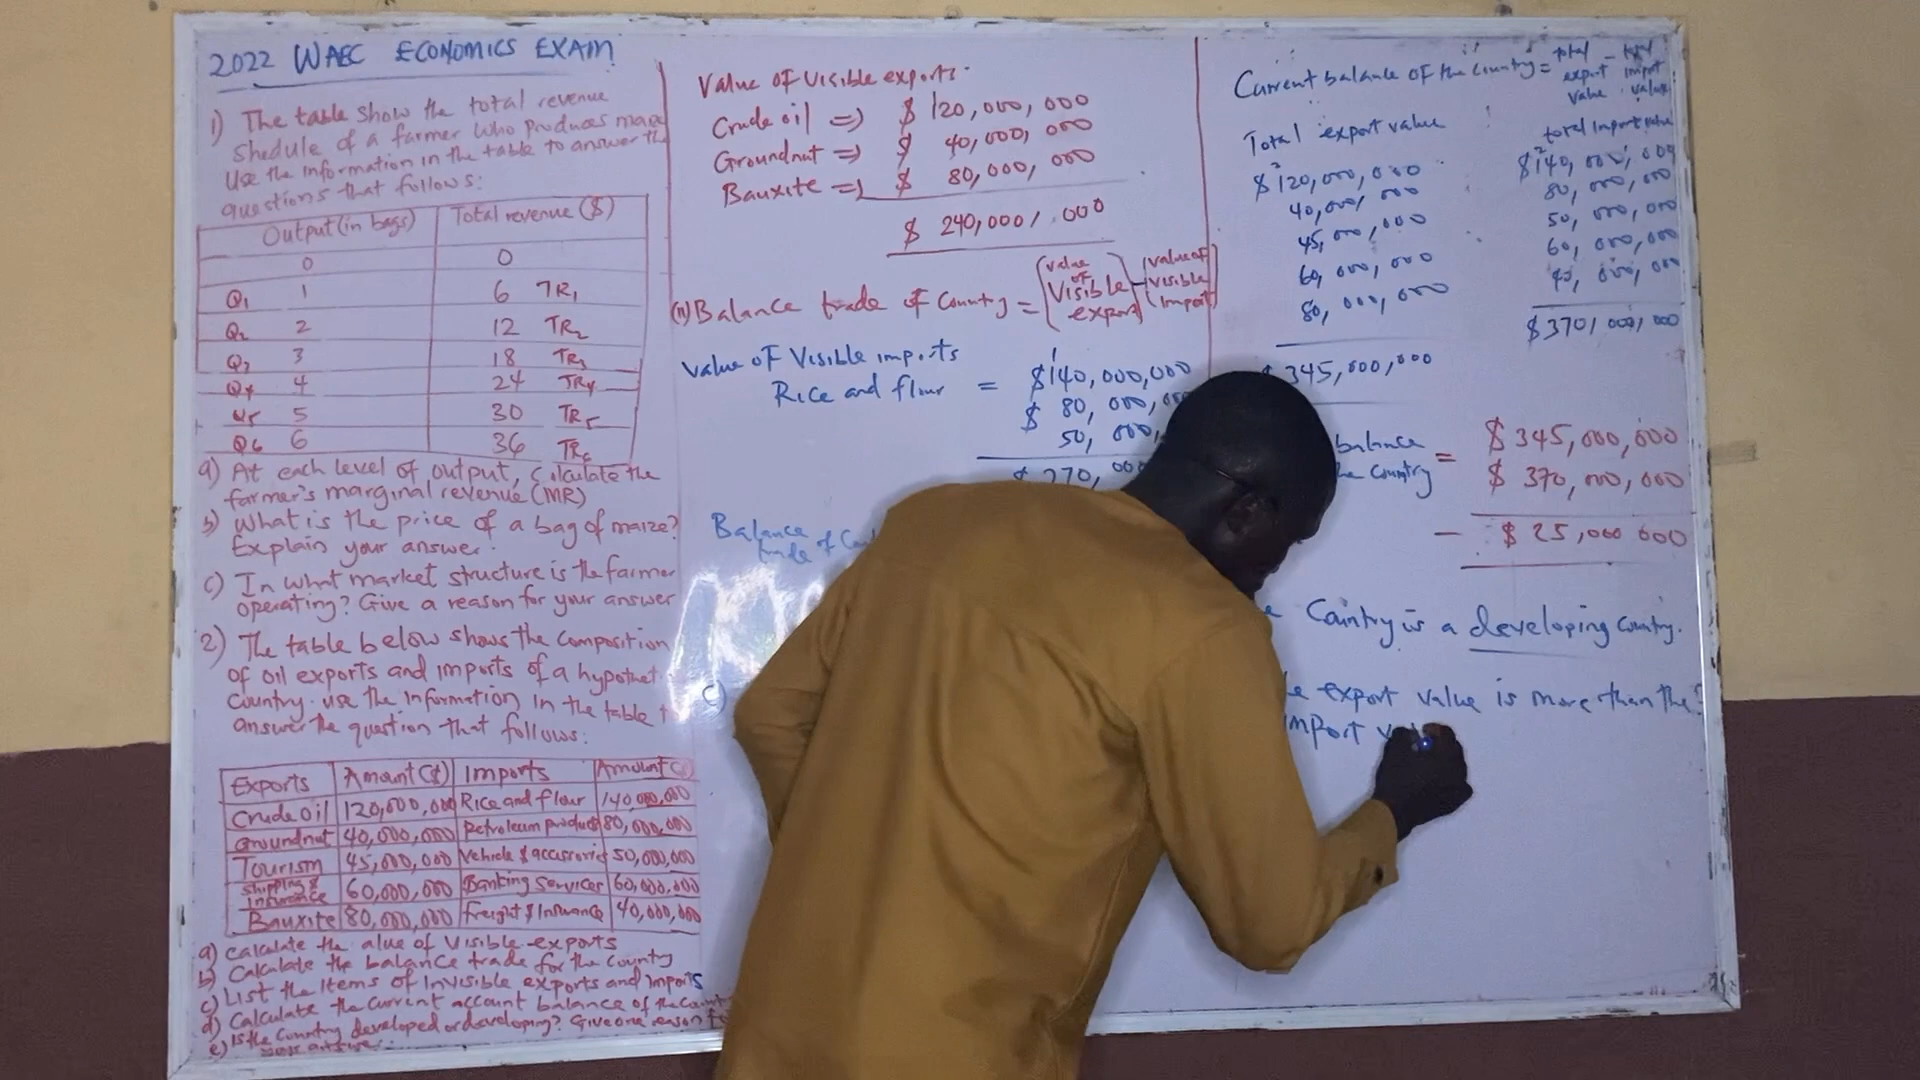 2022 WAEC ECONOMICS EXAM
1) The table show the total revenue
Shedule of a farmer who produces maze
Use the information in the table to answer the
questions that follows:
Output (in bags) Total revenue ($)
0 0
Q1 1 6 TR1
Q2 2 12 TR2
Q3 3 18 TR3
Q4 4 24 TR4
Q5 5 30 TR5
Q6 6 36 TR6
a) At each level of output, calculate the
farmer's marginal revenue (MR)
b) What is the price of a bag of maize?
Explain your answer.
c) In what market structure is the farmer
operating? Give a reason for your answer
2) The table below shows the composition
of oil exports and imports of a hypothet
Country. use the information in the table t
answer the question that follows:
Exports Amount ($) Imports Amount ($)
Crude oil 120,000,000 Rice and flour 140,000,000
Groundnut 40,000,000 Petroleum product 80,000,000
Tourism 45,000,000 Vehicle & accessories 50,000,000
Shipping & insurance 60,000,000 Banking services 60,000,000
Bauxite 80,000,000 Freight & Insurance 40,000,000
a) Calculate the alue of visible exports
b) Calculate the balance trade for the country
c) List the items of invisible exports and imports
d) Calculate the current account balance of the Count
e) Is the country developed or developing? Give one reason f
your answer.
Value of Visible exports.
Crude oil => $ 120,000,000
Groundnut => $ 40,000,000
Bauxite => $ 80,000,000
$ 240,000,000
(ii) Balance trade of Country = (value of Visible export) - (value of visible import)
Value of Visible imports
Rice and flour = $140,000,000
$ 80,000,00
50,000,
$ 270,000
Balance
trade of Cou
c)
Current balance of the country = total export value - total import value
Total export value total import value
$ 120,000,000 $140,000,000
40,000,000 80,000,000
45,000,000 50,000,000
60,000,000 60,000,000
80,000,000 40,000,000
345,000,000 $370,000,000
balance
country = $ 345,000,000
$ 370,000,000
- $ 25,000 000
Country is a developing country.
export value is more than the
import